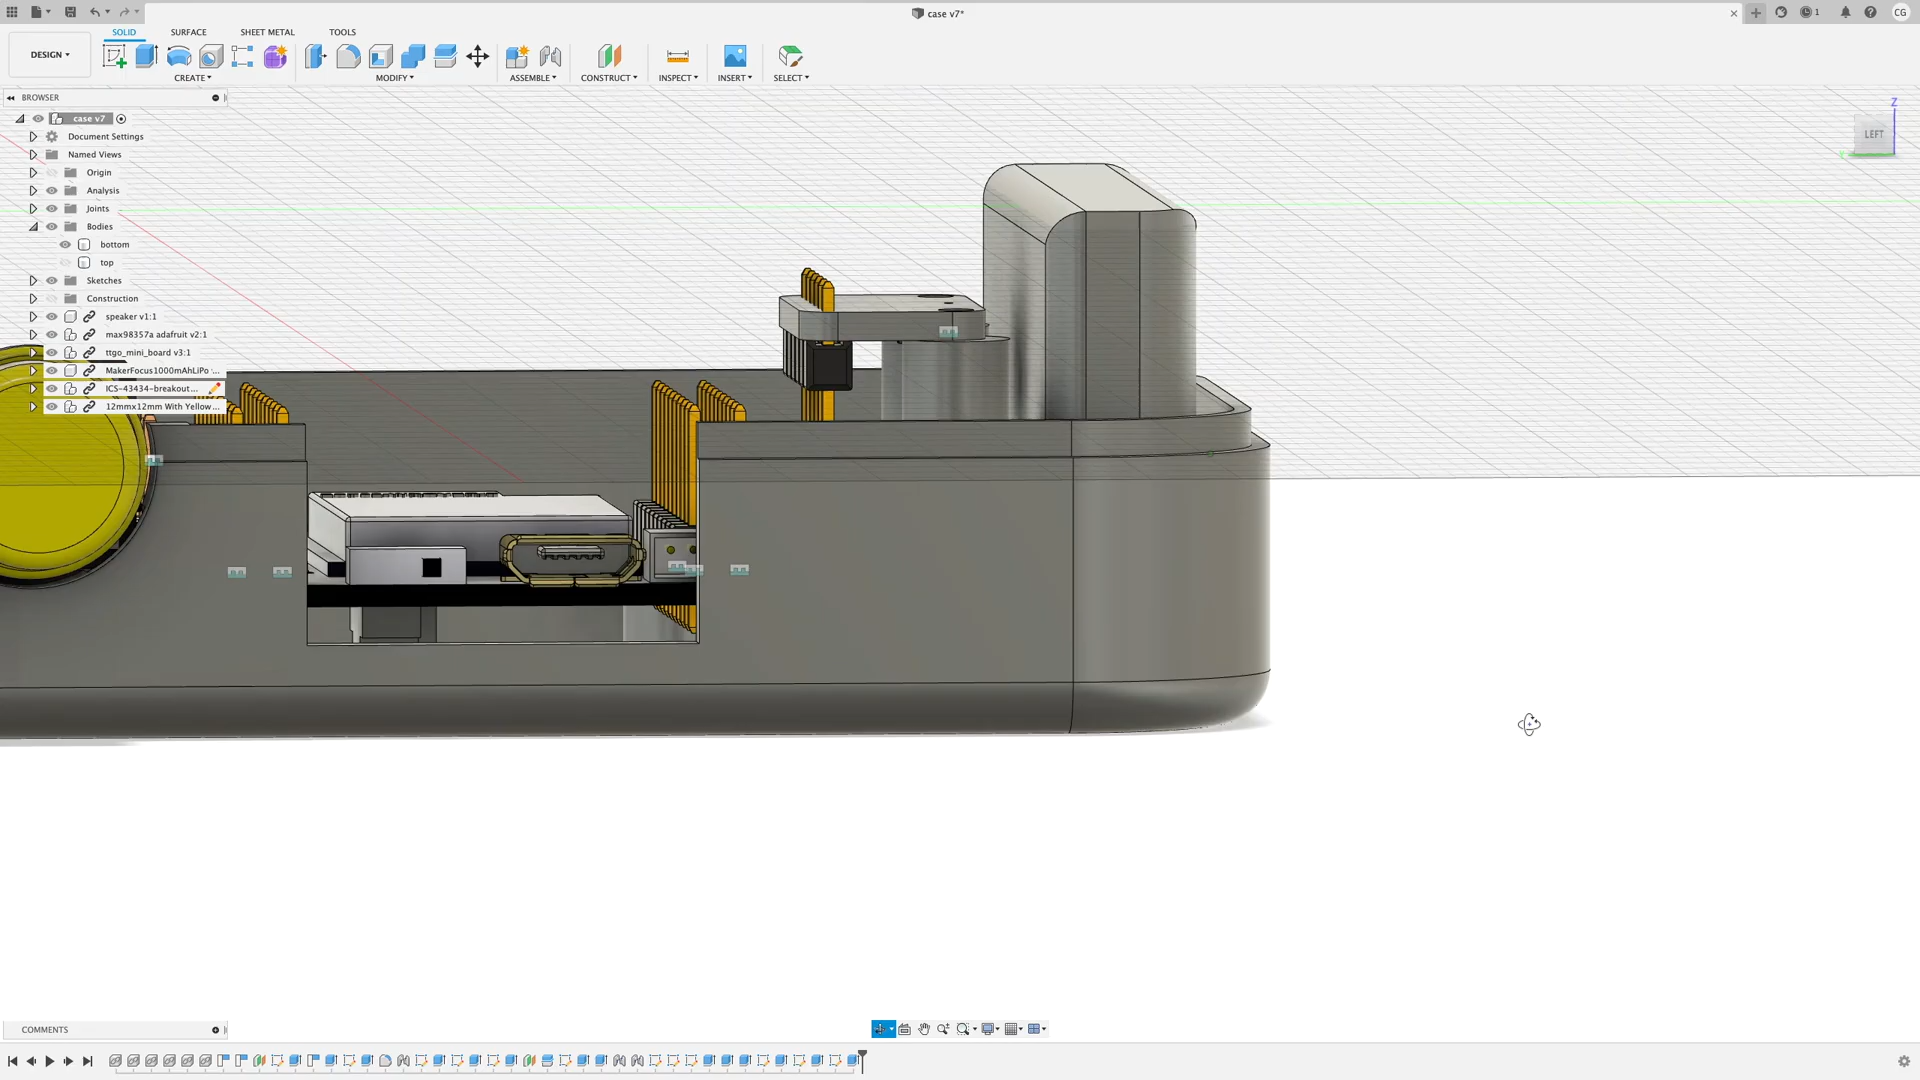 case v7*
1
CG
DESIGN
SOLID
SURFACE
SHEET METAL
TOOLS
CREATE
MODIFY
ASSEMBLE
CONSTRUCT
INSPECT
INSERT
SELECT
BROWSER
case v7
Document Settings
Named Views
Origin
Analysis
Joints
Bodies
bottom
top
Sketches
Construction
speaker v1:1
max98357a adafruit v2:1
ttgo_mini_board v3:1
MakerFocus1000mAhLiPo ...
ICS-43434-breakout...
12mmx12mm With Yellow...
Z
LEFT
Y
COMMENTS